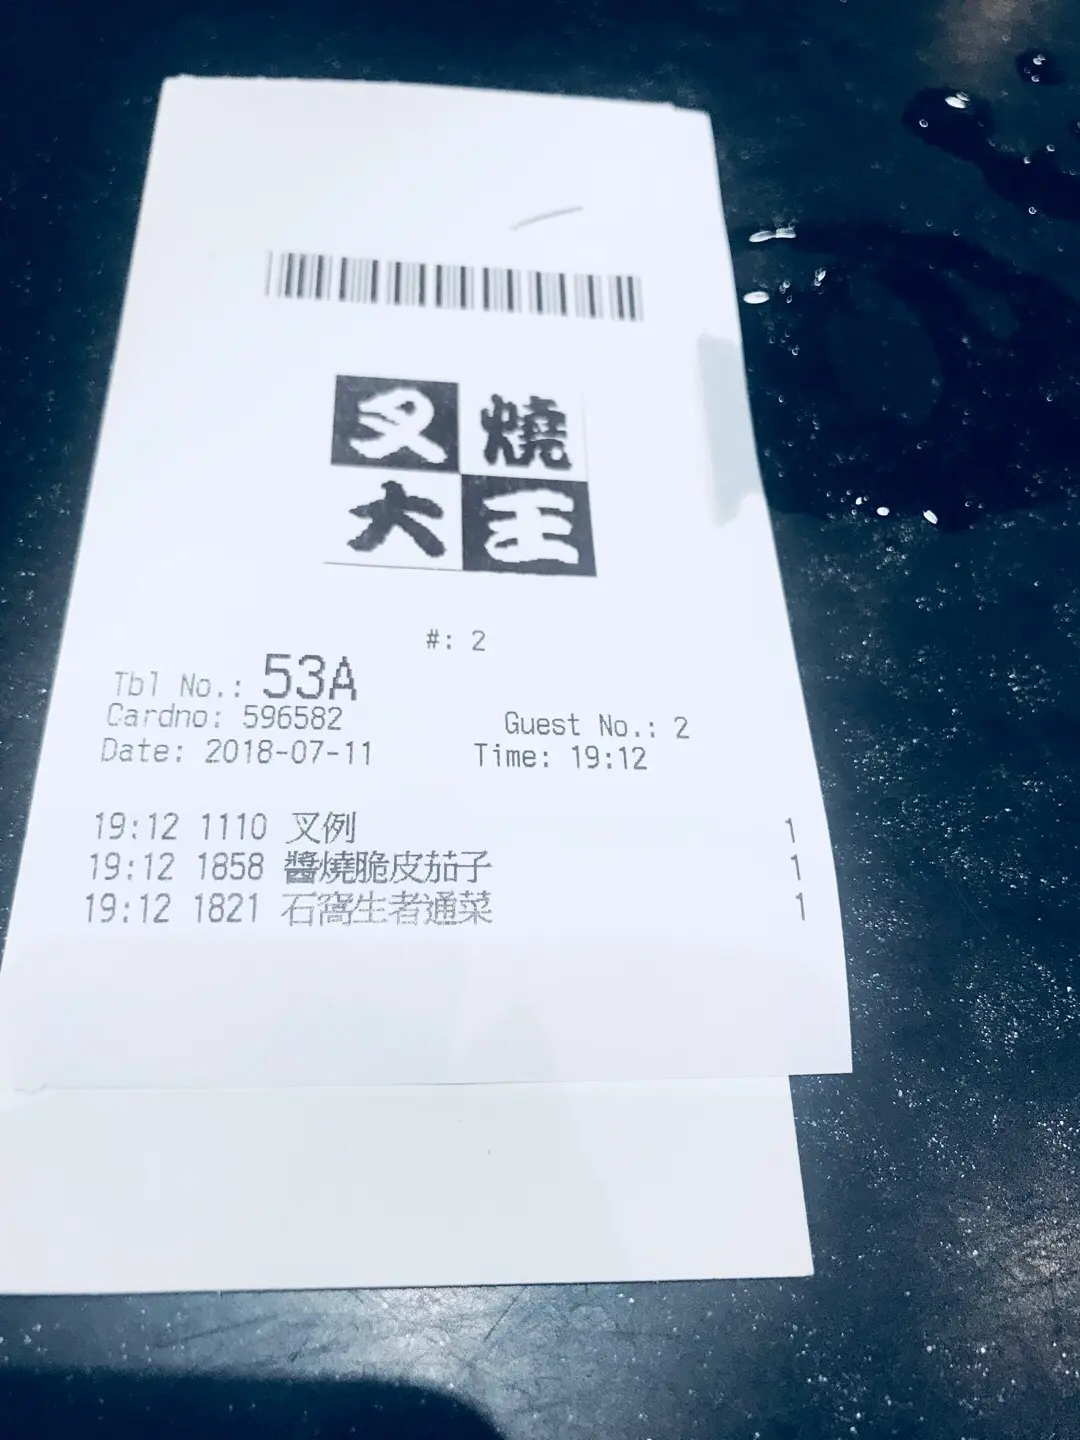 叉燒
大王
#: 2
Tbl No.: 53A
Cardno: 596582 Guest No.: 2
Date: 2018-07-11 Time: 19:12
19:12 1110 叉例 1
19:12 1858 醬燒脆皮茄子 1
19:12 1821 石窩生者通菜 1